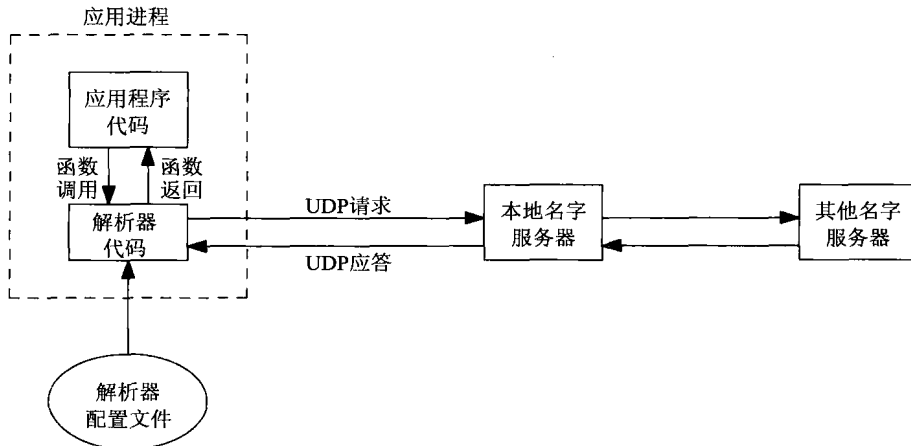 应用进程
应用程序
代码
函数
调用
函数
返回
解析器
代码
UDP请求
UDP应答
本地名字
服务器
其他名字
服务器
解析器
配置文件